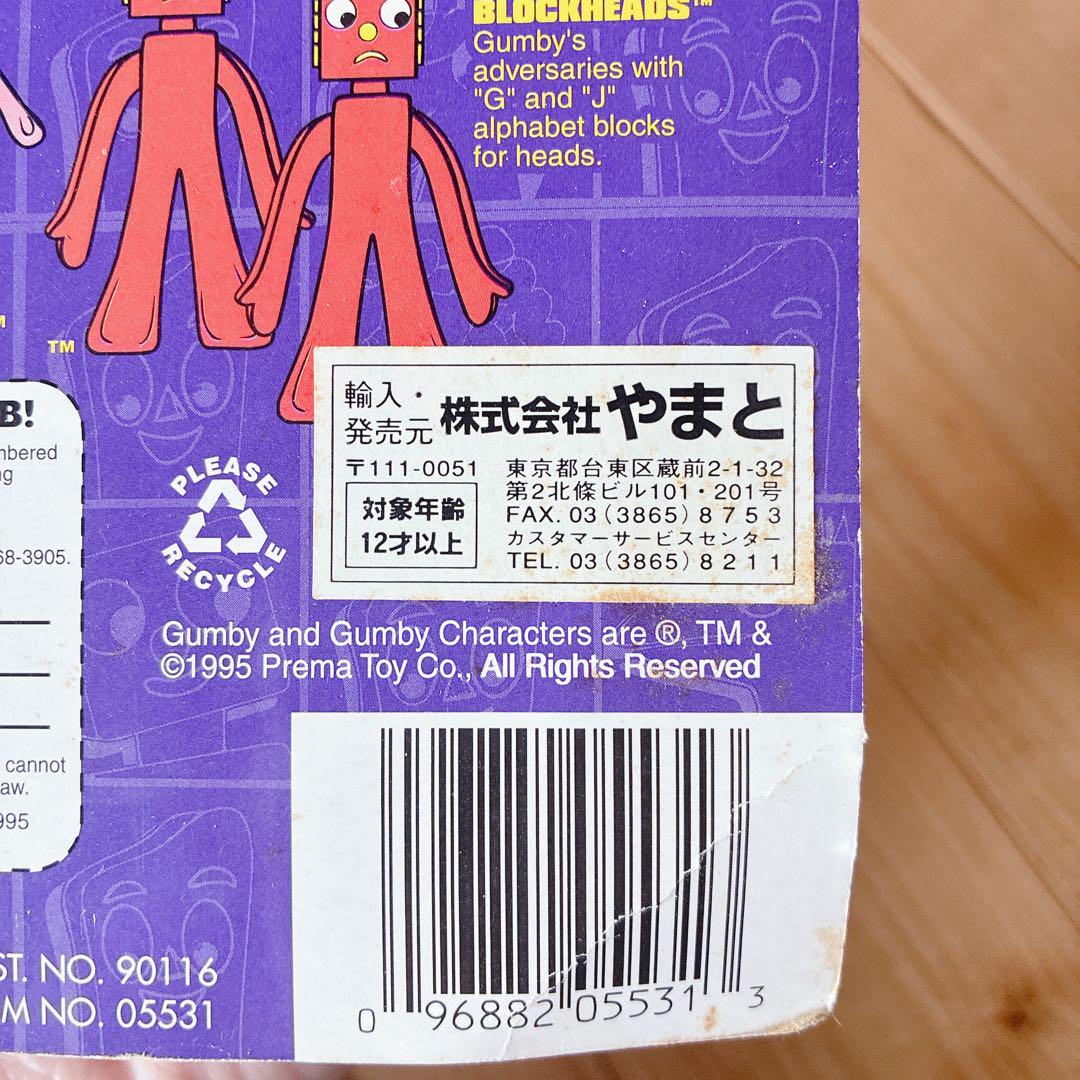 BLOCKHEADS™
Gumby's
adversaries with
"G" and "J"
alphabet blocks
for heads.
TM
B!
68-3905.
cannot
995
PLEASE
RECYCLE
輸入・
発売元
株式会社やまと
〒111-0051
東京都台東区蔵前2-1-32
第2北條ビル101・201号
対象年齢
12才以上
FAX. 03(3865)8753
カスタマーサービスセンター
TEL. 03(3865)8211
Gumby and Gumby Characters are ®, TM &
©1995 Prema Toy Co., All Rights Reserved
ST. NO. 90116
M NO. 05531
0 96882 05531 3